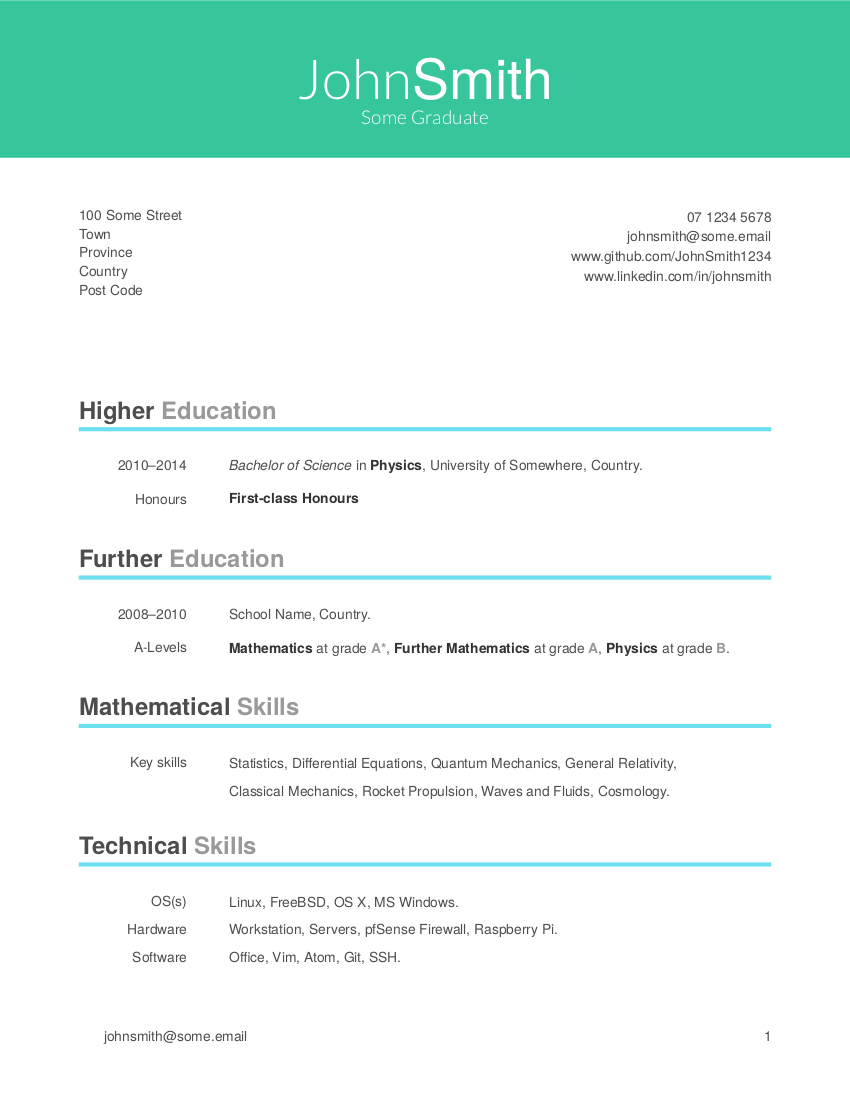 JohnSmith
Some Graduate
100 Some Street
Town
Province
Country
Post Code
07 1234 5678
johnsmith@some.email
www.github.com/JohnSmith1234
www.linkedin.com/in/johnsmith
Higher Education
2010–2014 Bachelor of Science in Physics, University of Somewhere, Country.
Honours First-class Honours
Further Education
2008–2010 School Name, Country.
A-Levels Mathematics at grade A*, Further Mathematics at grade A, Physics at grade B.
Mathematical Skills
Key skills Statistics, Differential Equations, Quantum Mechanics, General Relativity,
Classical Mechanics, Rocket Propulsion, Waves and Fluids, Cosmology.
Technical Skills
OS(s) Linux, FreeBSD, OS X, MS Windows.
Hardware Workstation, Servers, pfSense Firewall, Raspberry Pi.
Software Office, Vim, Atom, Git, SSH.
johnsmith@some.email 1